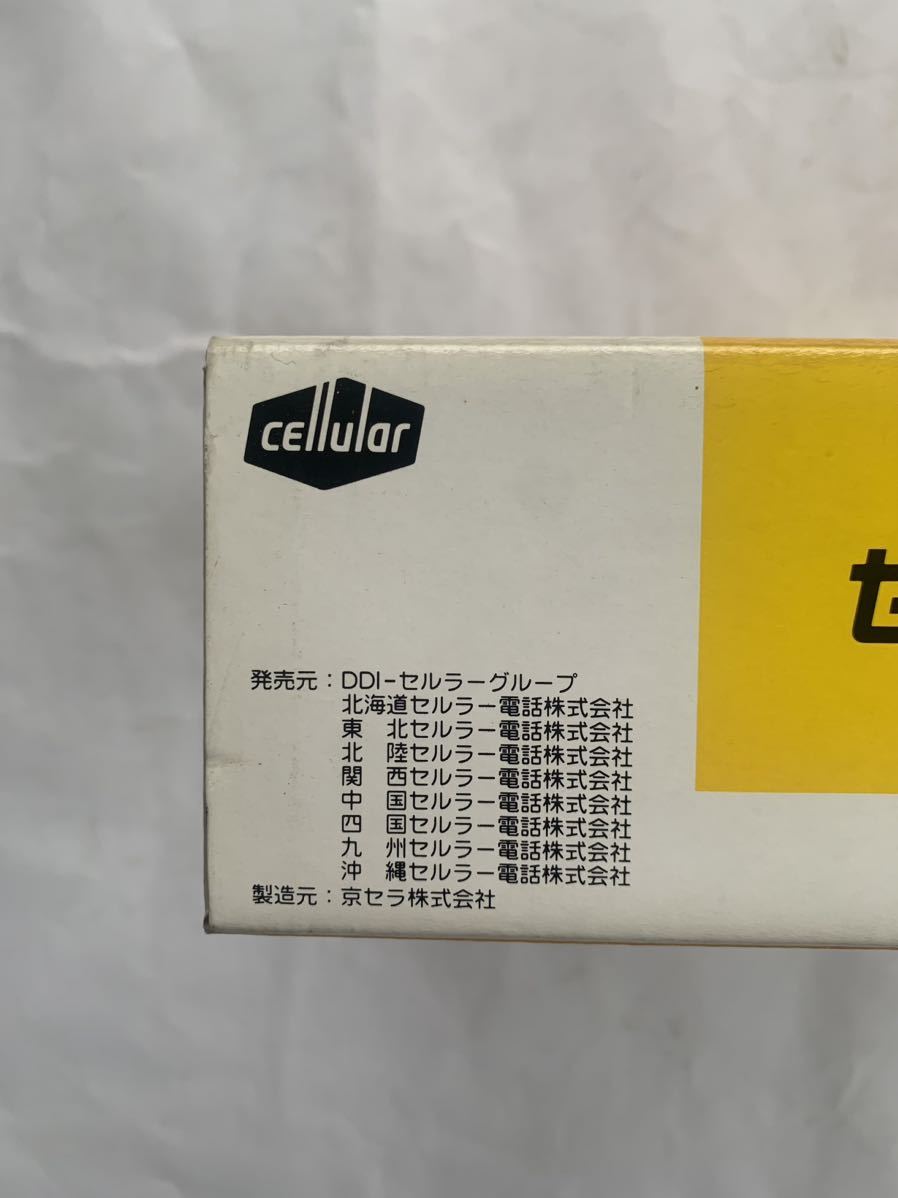 cellular
セ
発売元：DDI-セルラーグループ
北海道セルラー電話株式会社
東　北セルラー電話株式会社
北　陸セルラー電話株式会社
関　西セルラー電話株式会社
中　国セルラー電話株式会社
四　国セルラー電話株式会社
九　州セルラー電話株式会社
沖　縄セルラー電話株式会社
製造元：京セラ株式会社